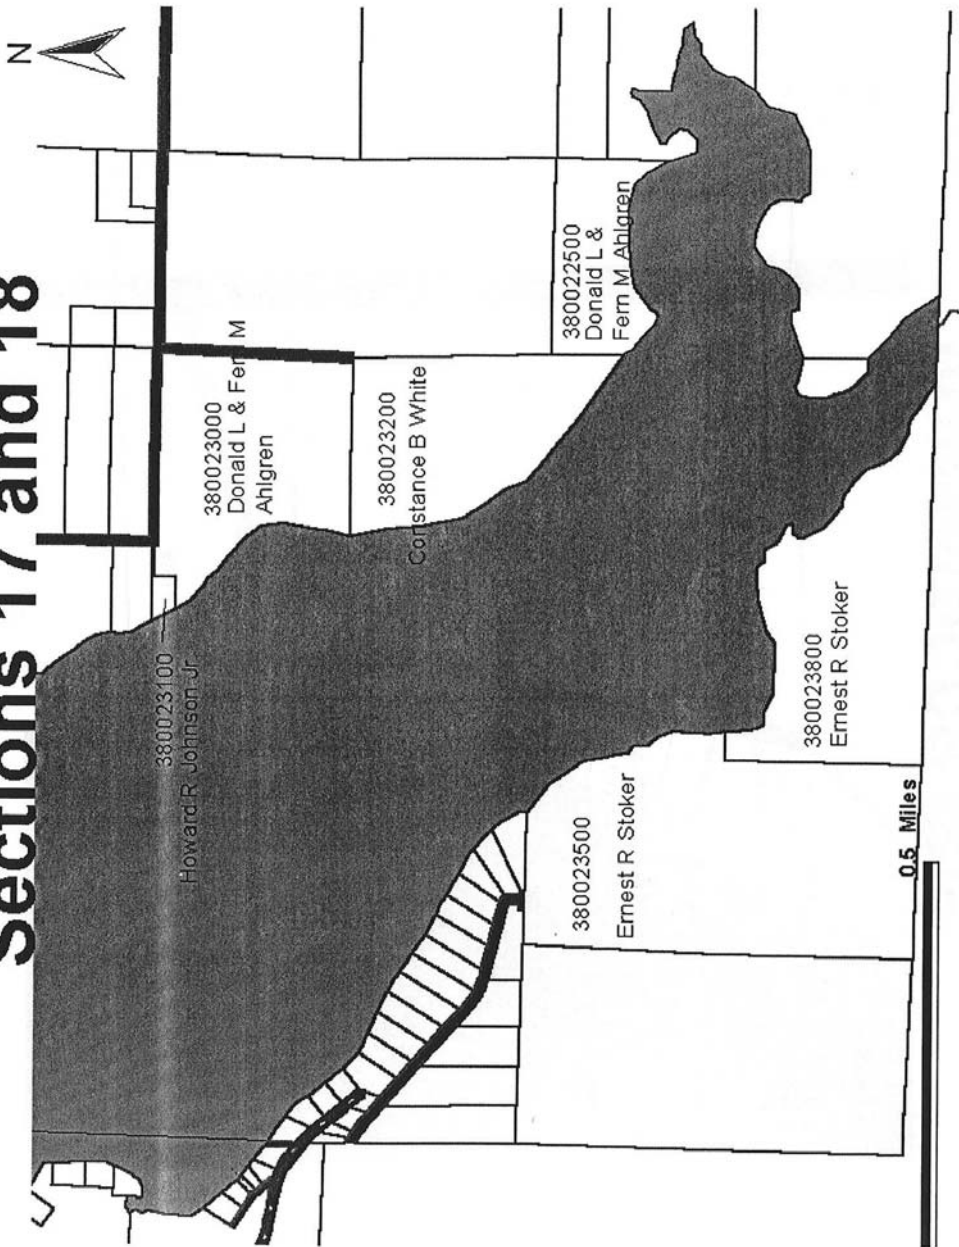 Sections 17 and 18
N
380023100
Howard R Johnson Jr
380023000
Donald L & Fern M
Ahlgren
380023200
Constance B White
380022500
Donald L &
Fern M Ahlgren
380023500
Ernest R Stoker
380023800
Ernest R Stoker
0.5 Miles